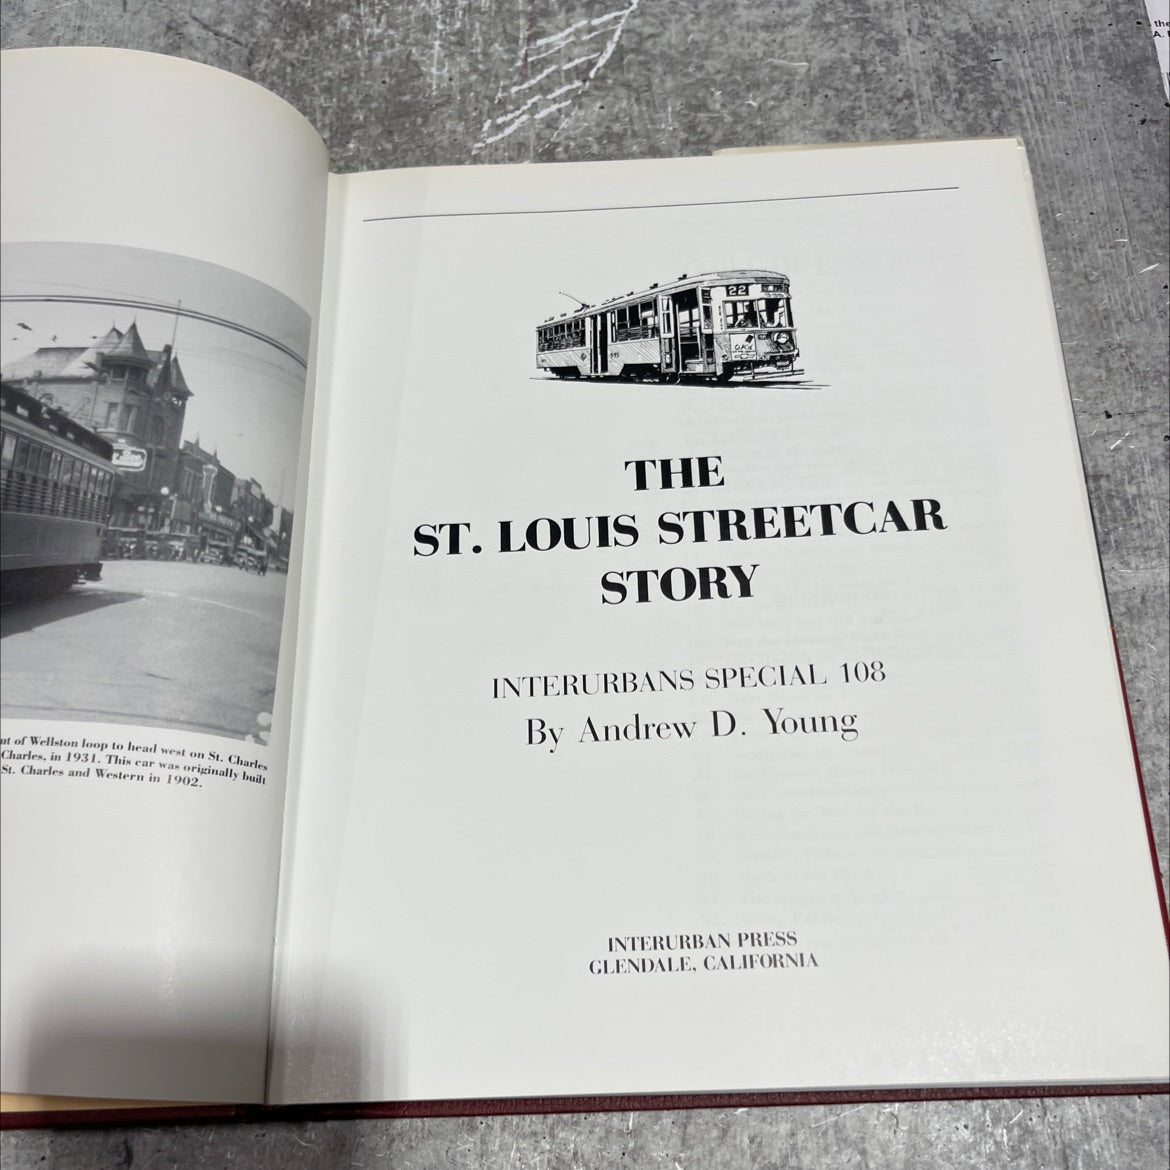 ut of Wellston loop to head west on St. Charles
Charles, in 1931. This car was originally built
St. Charles and Western in 1902.
22
THE
ST. LOUIS STREETCAR
STORY
INTERURBANS SPECIAL 108
By Andrew D. Young
INTERURBAN PRESS
GLENDALE, CALIFORNIA
the
A.